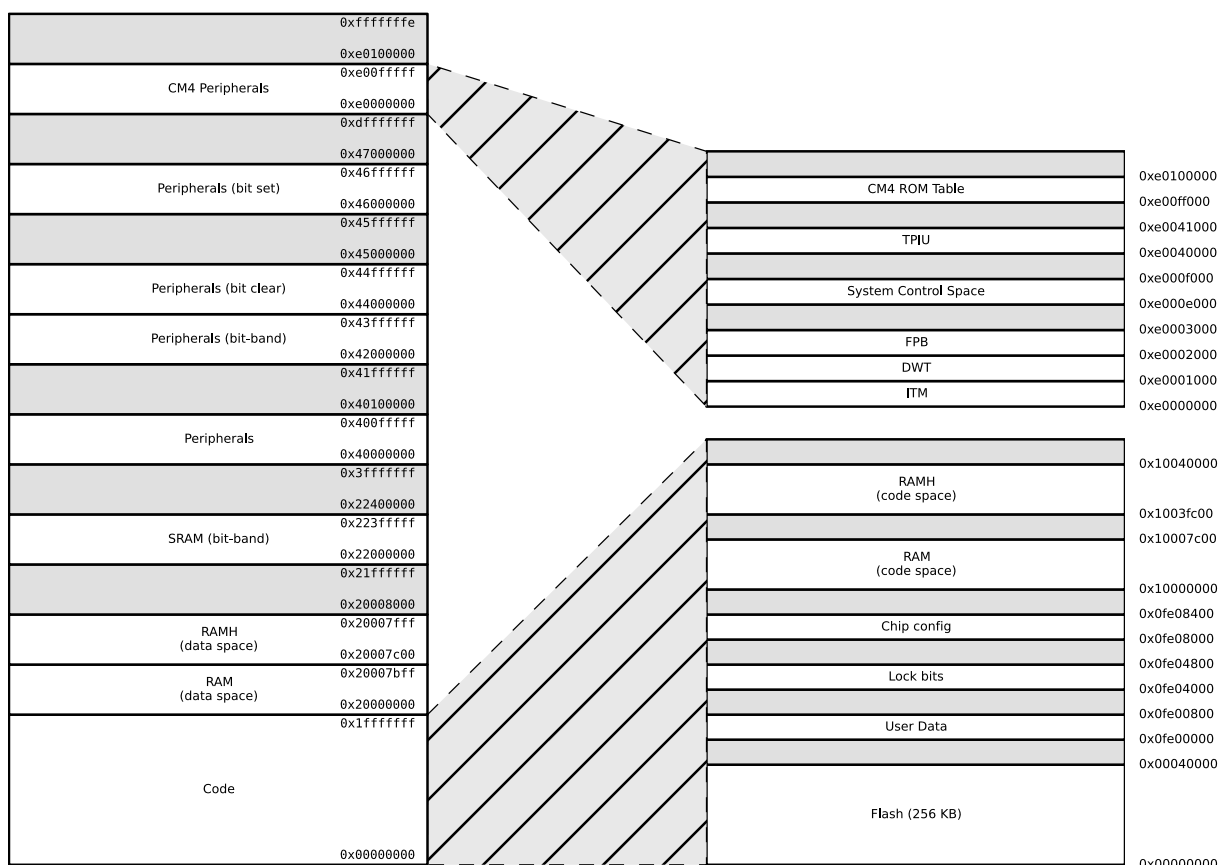 0xfffffffe
0xe0100000
0xe00fffff
CM4 Peripherals
0xe0000000
0xdfffffff
0x47000000
0x46ffffff
Peripherals (bit set)
0x46000000
0x45ffffff
0x45000000
0x44ffffff
Peripherals (bit clear)
0x44000000
0x43ffffff
Peripherals (bit-band)
0x42000000
0x41ffffff
0x40100000
0x400fffff
Peripherals
0x40000000
0x3fffffff
0x22400000
0x223fffff
SRAM (bit-band)
0x22000000
0x21ffffff
0x20008000
0x20007fff
RAMH
(data space)
0x20007c00
0x20007bff
RAM
(data space)
0x20000000
0x1fffffff
Code
0x00000000
0xe0100000
CM4 ROM Table
0xe00ff000
0xe0041000
TPIU
0xe0040000
0xe000f000
System Control Space
0xe000e000
0xe0003000
FPB
0xe0002000
DWT
0xe0001000
ITM
0xe0000000
0x10040000
RAMH
(code space)
0x1003fc00
0x10007c00
RAM
(code space)
0x10000000
0x0fe08400
Chip config
0x0fe08000
0x0fe04800
Lock bits
0x0fe04000
0x0fe00800
User Data
0x0fe00000
0x00040000
Flash (256 KB)
0x00000000